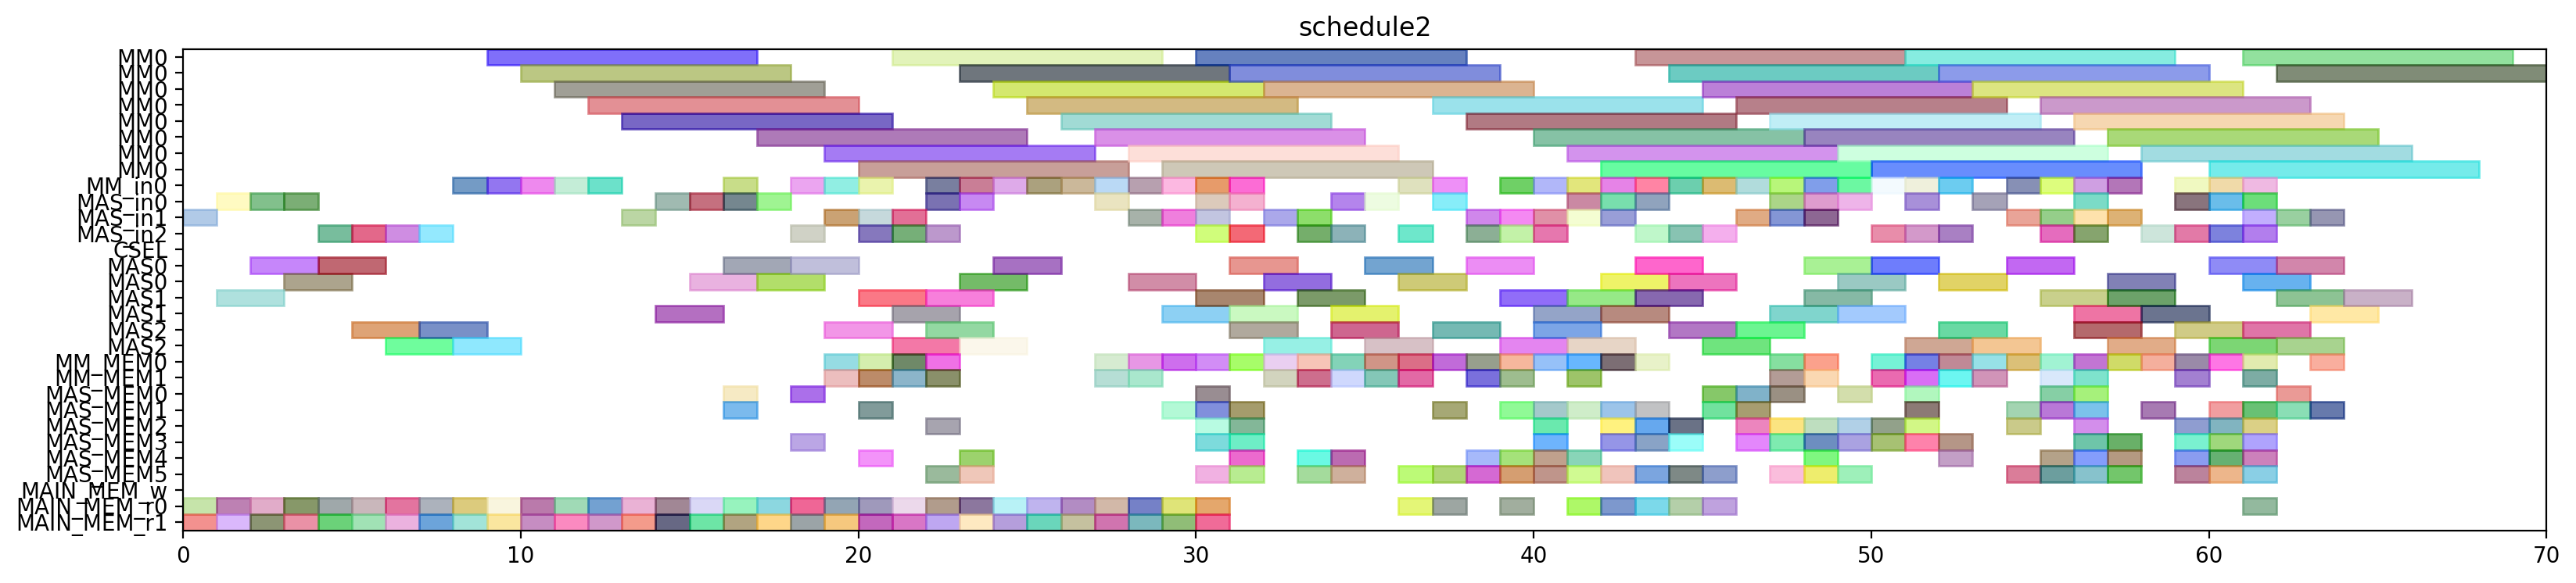 schedule2
MM0
MM0
MM0
MM0
MM0
MM0
MM0
MM0
MM_in0
MAS_in0
MAS_in1
MAS_in2
CSEL
MAS0
MAS0
MAS1
MAS1
MAS2
MAS2
MM_MEM0
MM_MEM1
MAS_MEM0
MAS_MEM1
MAS_MEM2
MAS_MEM3
MAS_MEM4
MAS_MEM5
MAIN_MEM_w
MAIN_MEM_r0
MAIN_MEM_r1
0 10 20 30 40 50 60 70